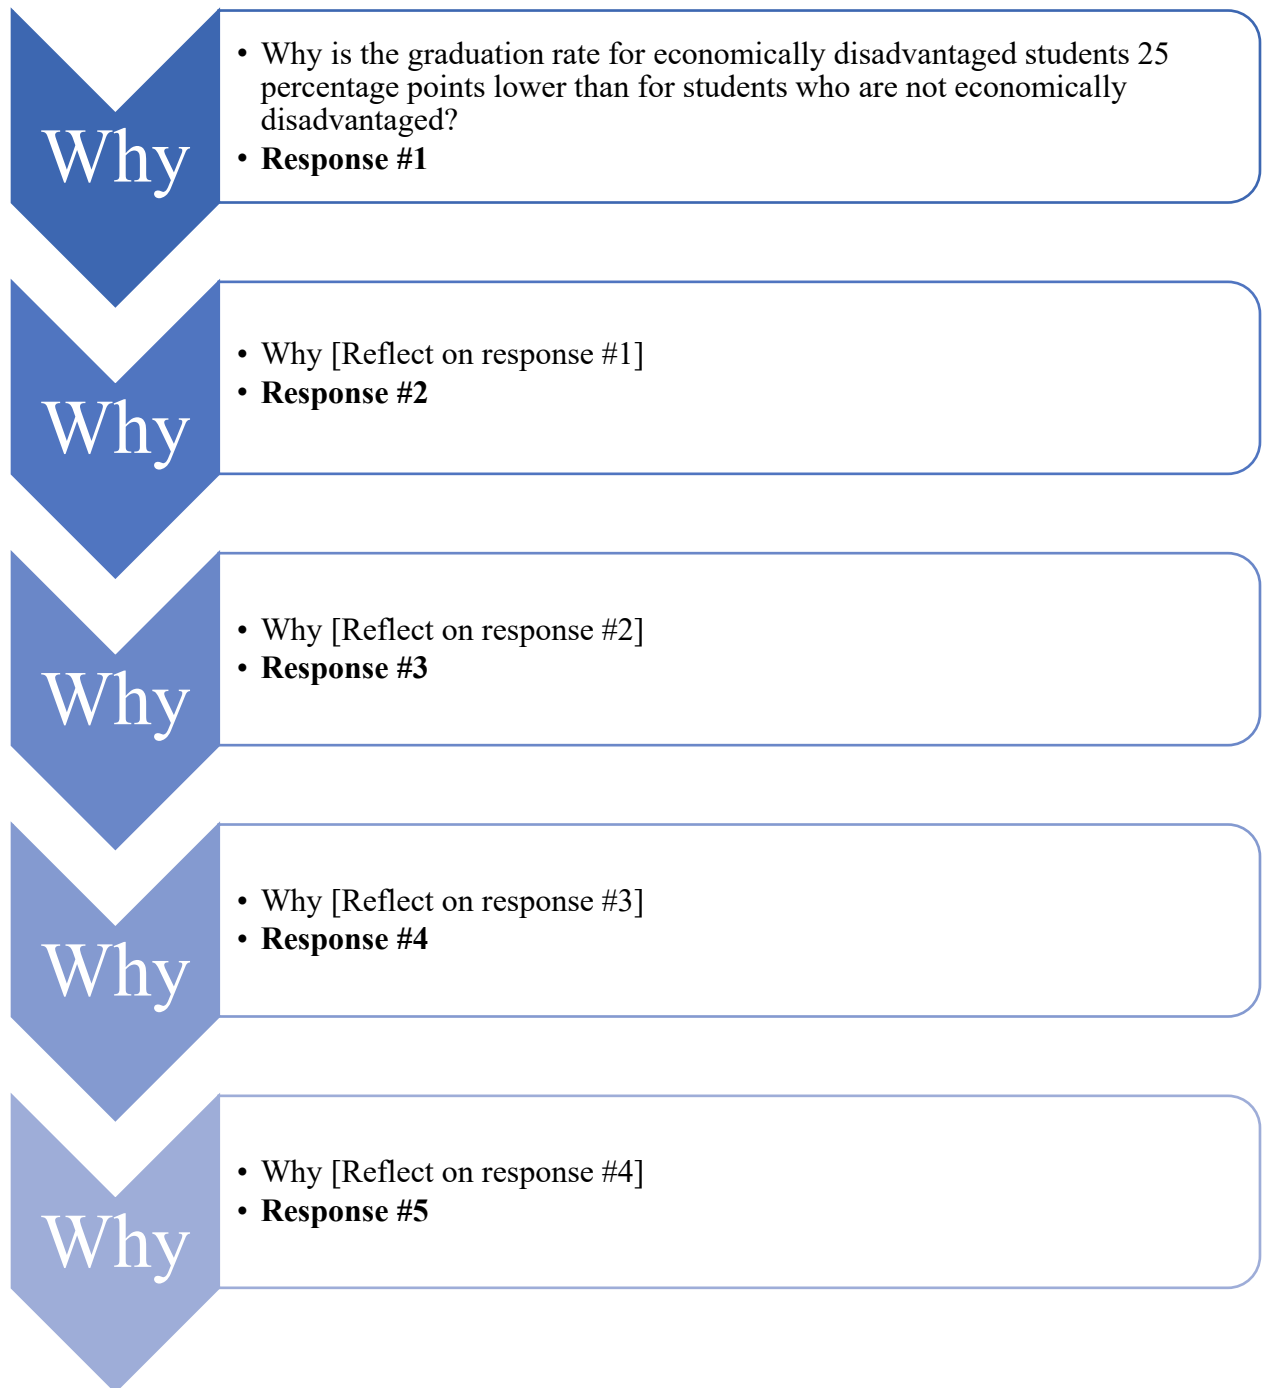 Why
• Why is the graduation rate for economically disadvantaged students 25
percentage points lower than for students who are not economically
disadvantaged?
• Response #1
Why
• Why [Reflect on response #1]
• Response #2
Why
• Why [Reflect on response #2]
• Response #3
Why
• Why [Reflect on response #3]
• Response #4
Why
• Why [Reflect on response #4]
• Response #5